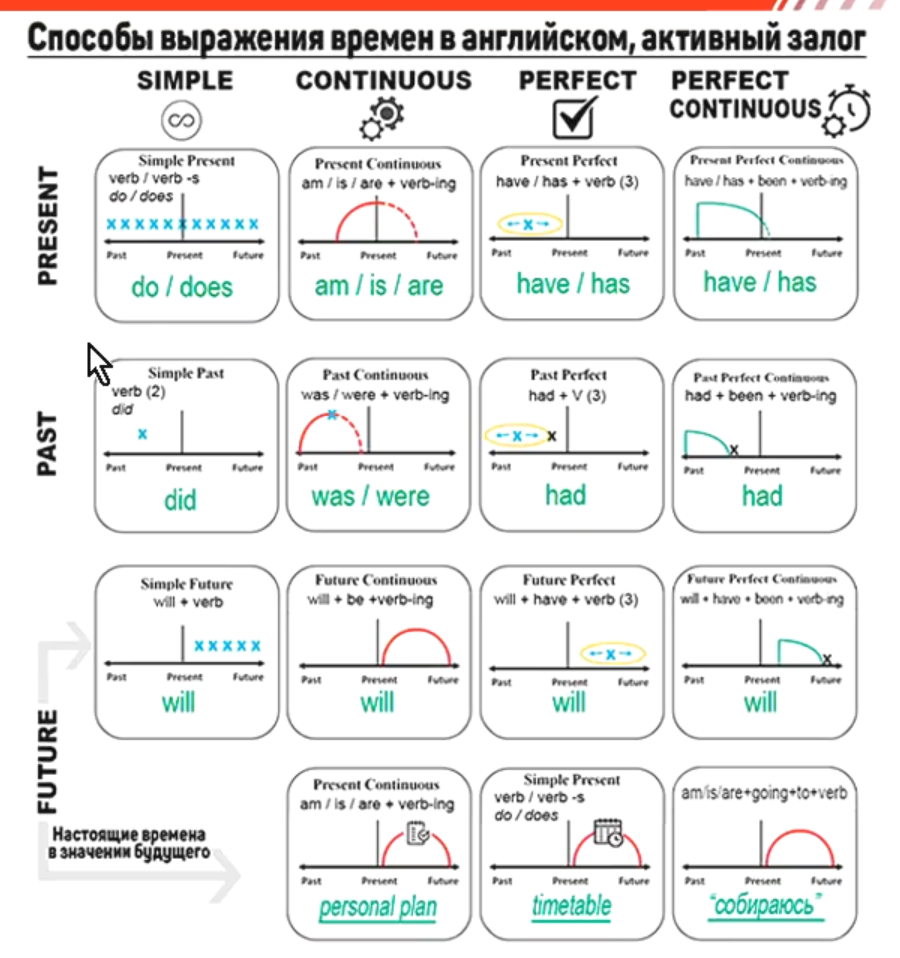 Способы выражения времен в английском, активный залог
SIMPLE
CONTINUOUS
PERFECT
PERFECT
CONTINUOUS
PRESENT
Simple Present
verb / verb -s
do / does
x x x x x x x x x x x
Past Present Future
do / does
Present Continuous
am / is / are + verb-ing
Past Present Future
am / is / are
Present Perfect
have / has + verb (3)
x
Past Present Future
have / has
Present Perfect Continuous
have / has + been + verb-ing
Past Present Future
have / has
PAST
Simple Past
verb (2)
did
x
Past Present Future
did
Past Continuous
was / were + verb-ing
x
Past Present Future
was / were
Past Perfect
had + V (3)
x x
Past Present Future
had
Past Perfect Continuous
had + been + verb-ing
x
Past Present Future
had
FUTURE
Simple Future
will + verb
x x x x x
Past Present Future
will
Future Continuous
will + be +verb-ing
Past Present Future
will
Future Perfect
will + have + verb (3)
x
Past Present Future
will
Future Perfect Continuous
will + have + been + verb-ing
x
Past Present Future
will
Настоящие времена
в значении будущего
Present Continuous
am / is / are + verb-ing
Past Present Future
personal plan
Simple Present
verb / verb -s
do / does
Past Present Future
timetable
am/is/are+going+to+verb
Past Present Future
"собираюсь"